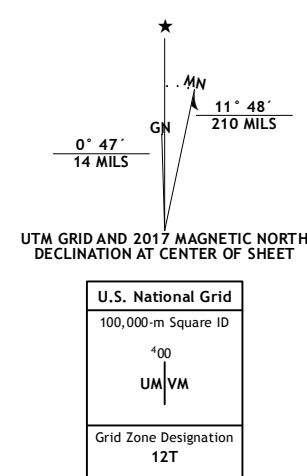 ★
MN
GN
11° 48´
210 MILS
0° 47´
14 MILS
UTM GRID AND 2017 MAGNETIC NORTH
DECLINATION AT CENTER OF SHEET
U.S. National Grid
100,000-m Square ID
⁴00
UM VM
Grid Zone Designation
12T